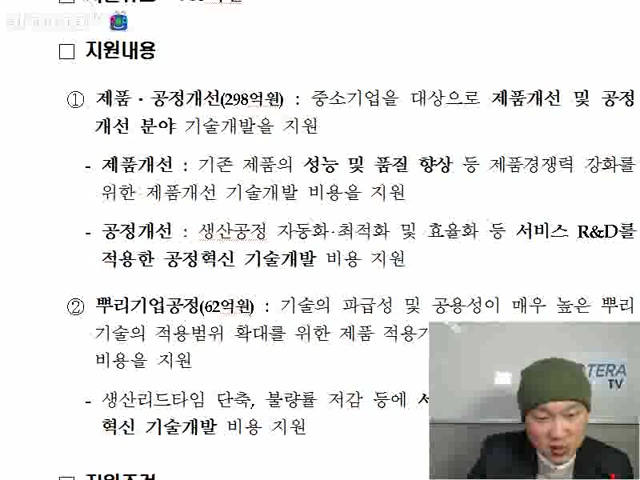 □ 지원내용
① 제품·공정개선(298억원) : 중소기업을 대상으로 제품개선 및 공정
개선 분야 기술개발을 지원
- 제품개선 : 기존 제품의 성능 및 품질 향상 등 제품경쟁력 강화를
위한 제품개선 기술개발 비용을 지원
- 공정개선 : 생산공정 자동화·최적화 및 효율화 등 서비스 R&D를
적용한 공정혁신 기술개발 비용 지원
② 뿌리기업공정(62억원) : 기술의 파급성 및 공용성이 매우 높은 뿌리
기술의 적용범위 확대를 위한 제품 적용기
비용을 지원
- 생산리드타임 단축, 불량률 저감 등에
혁신 기술개발 비용 지원
TERA
TV